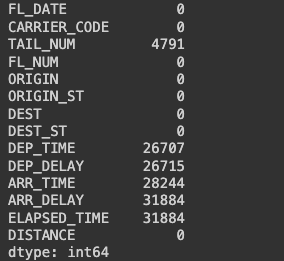 FL_DATE 0
CARRIER_CODE 0
TAIL_NUM 4791
FL_NUM 0
ORIGIN 0
ORIGIN_ST 0
DEST 0
DEST_ST 0
DEP_TIME 26707
DEP_DELAY 26715
ARR_TIME 28244
ARR_DELAY 31884
ELAPSED_TIME 31884
DISTANCE 0
dtype: int64